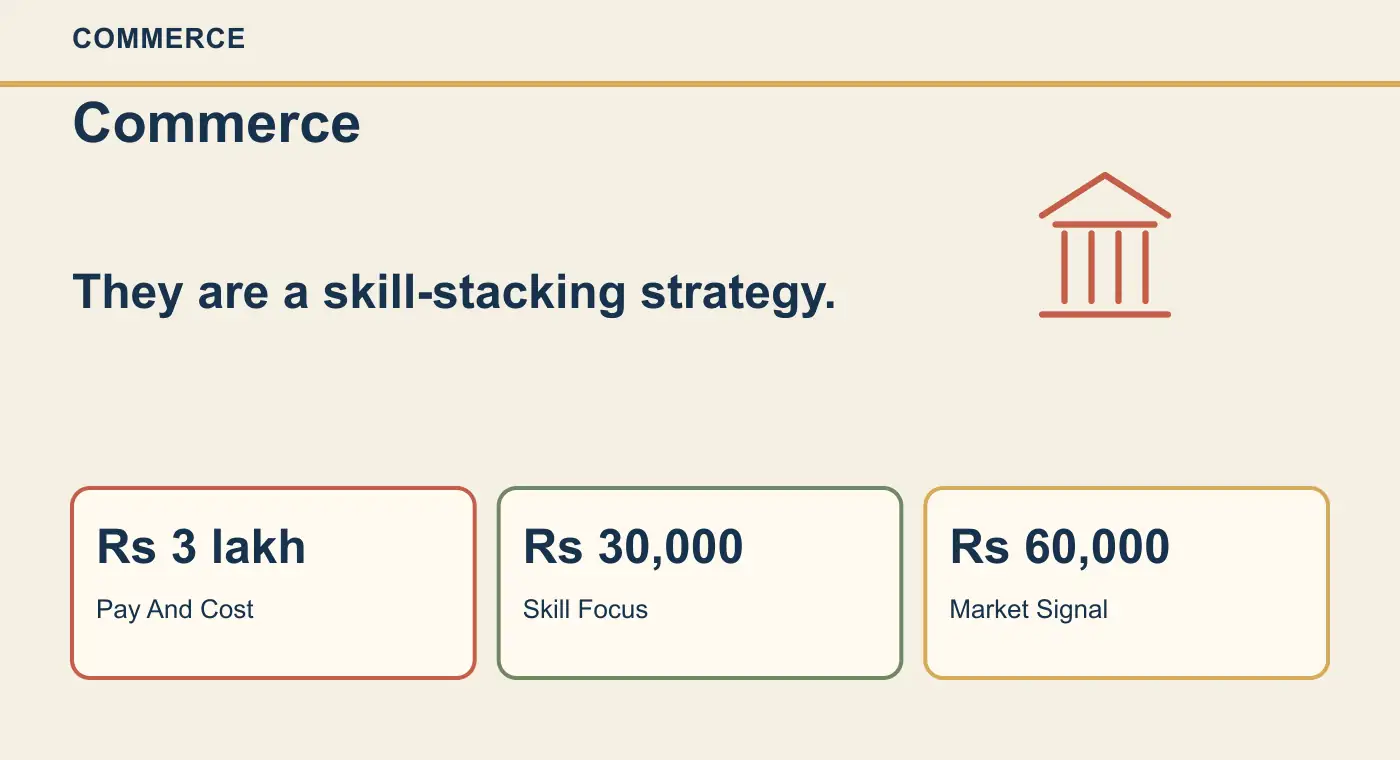 COMMERCE
Commerce
They are a skill-stacking strategy.
Rs 3 lakh
Pay And Cost
Rs 30,000
Skill Focus
Rs 60,000
Market Signal